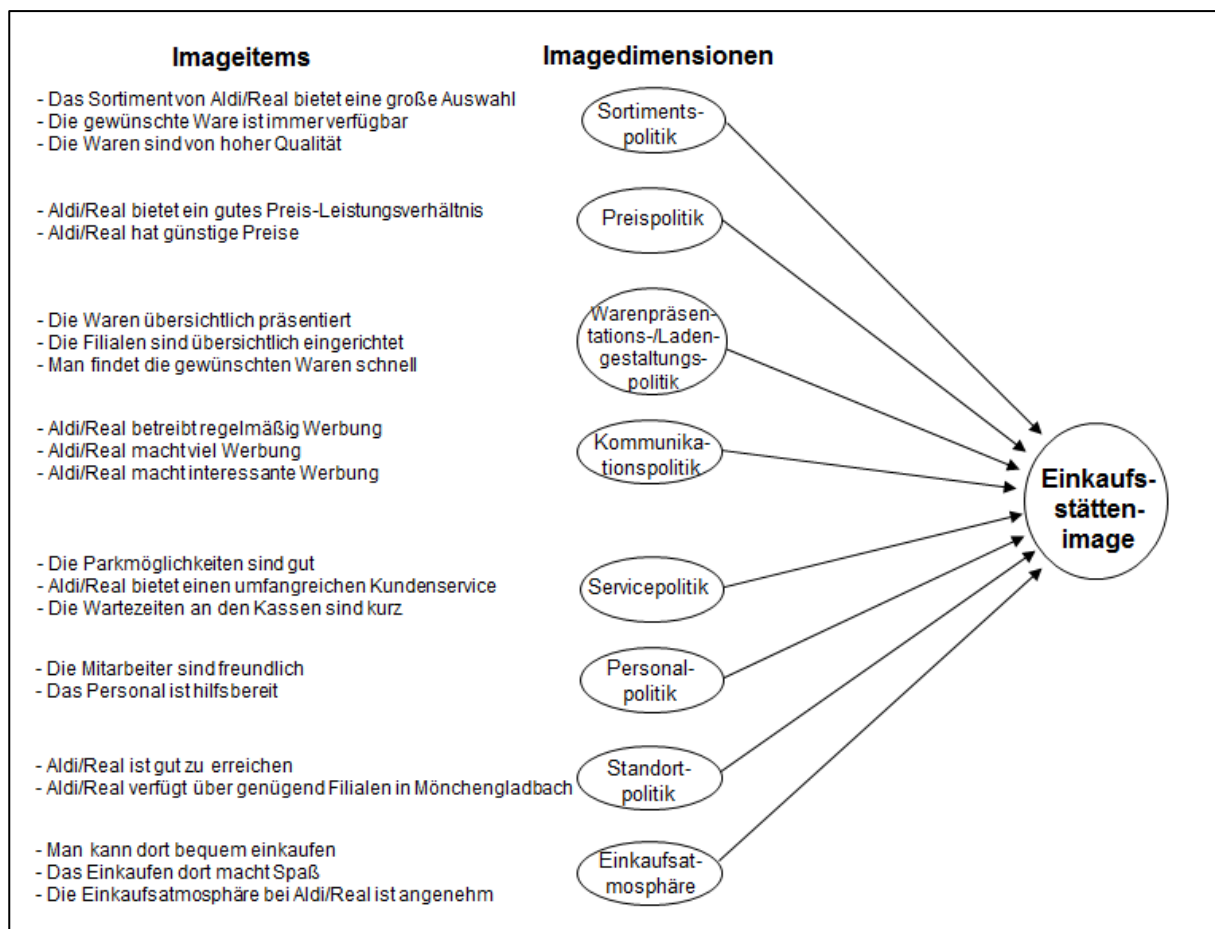 Imageitems
Imagedimensionen
- Das Sortiment von Aldi/Real bietet eine große Auswahl
- Die gewünschte Ware ist immer verfügbar
- Die Waren sind von hoher Qualität
Sortiments-
politik
- Aldi/Real bietet ein gutes Preis-Leistungsverhältnis
- Aldi/Real hat günstige Preise
Preispolitik
- Die Waren übersichtlich präsentiert
- Die Filialen sind übersichtlich eingerichtet
- Man findet die gewünschten Waren schnell
Warenpräsen-
tations-/Laden-
gestaltungs-
politik
- Aldi/Real betreibt regelmäßig Werbung
- Aldi/Real macht viel Werbung
- Aldi/Real macht interessante Werbung
Kommunika-
tionspolitik
Einkaufs-
stätten-
image
- Die Parkmöglichkeiten sind gut
- Aldi/Real bietet einen umfangreichen Kundenservice
- Die Wartezeiten an den Kassen sind kurz
Servicepolitik
- Die Mitarbeiter sind freundlich
- Das Personal ist hilfsbereit
Personal-
politik
- Aldi/Real ist gut zu erreichen
- Aldi/Real verfügt über genügend Filialen in Mönchengladbach
Standort-
politik
- Man kann dort bequem einkaufen
- Das Einkaufen dort macht Spaß
- Die Einkaufsatmosphäre bei Aldi/Real ist angenehm
Einkaufsat-
mosphäre